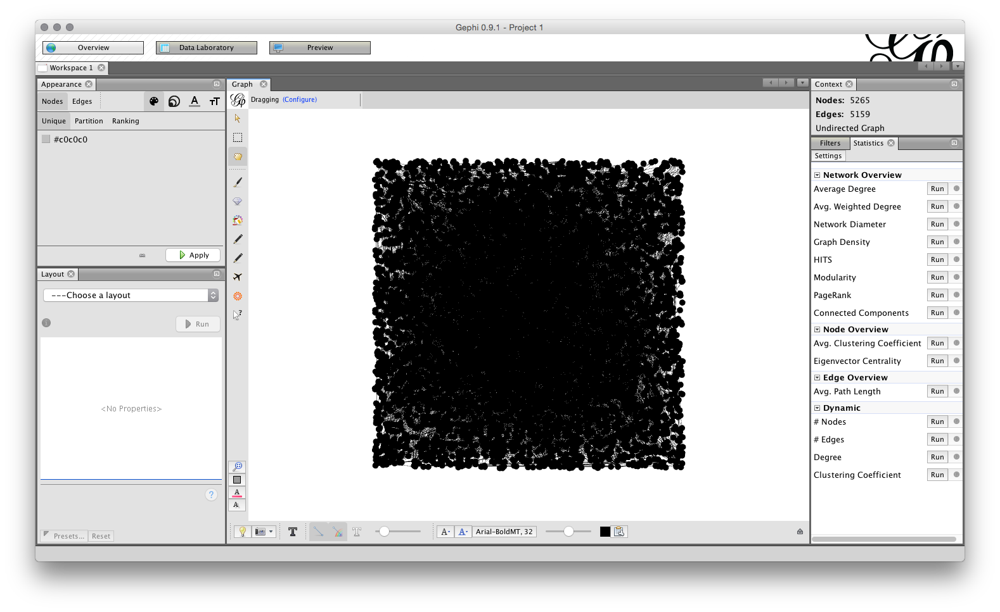 Gephi 0.9.1 - Project 1
Overview
Data Laboratory
Preview
Workspace 1
Appearance
Nodes
Edges
Unique
Partition
Ranking
#c0c0c0
Apply
Layout
---Choose a layout
Run
<No Properties>
?
Presets...
Reset
Graph
Dragging (Configure)
Arial-BoldMT, 32
Context
Nodes: 5265
Edges: 5159
Undirected Graph
Filters
Statistics
Settings
Network Overview
Average Degree Run
Avg. Weighted Degree Run
Network Diameter Run
Graph Density Run
HITS Run
Modularity Run
PageRank Run
Connected Components Run
Node Overview
Avg. Clustering Coefficient Run
Eigenvector Centrality Run
Edge Overview
Avg. Path Length Run
Dynamic
# Nodes Run
# Edges Run
Degree Run
Clustering Coefficient Run